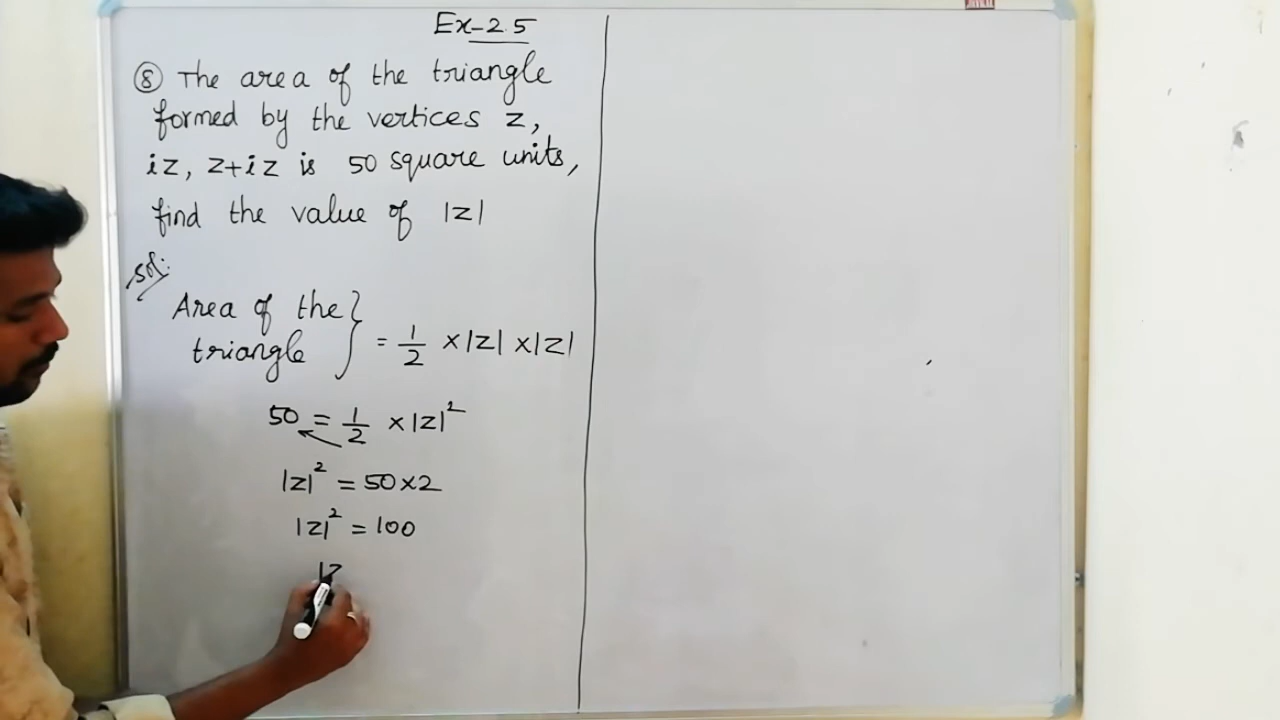 Ex-2.5
⑧ The area of the triangle
formed by the vertices z,
iz, z+iz is 50 square units,
find the value of |z|
Sol:
Area of the
triangle } = 1/2 × |z| × |z|
50 = 1/2 × |z|²
|z|² = 50×2
|z|² = 100
|z